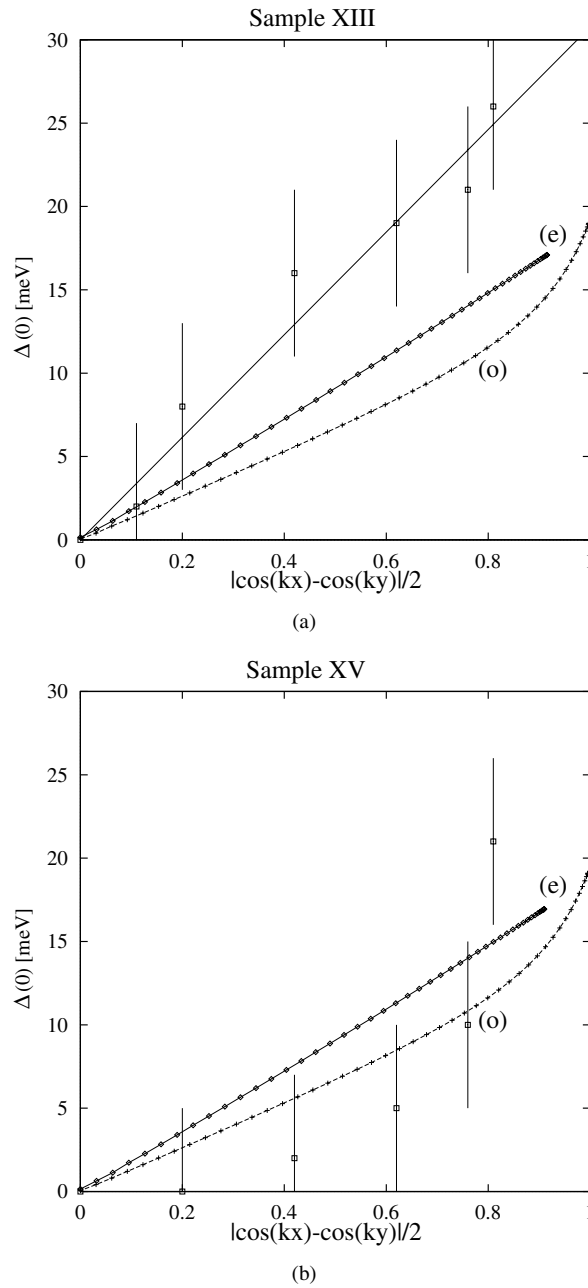 Sample XIII
30
25
20
15
10
5
0
Δ(0) [meV]
(e)
(o)
0 0.2 0.4 0.6 0.8 1
|cos(kx)-cos(ky)|/2
(a)
Sample XV
30
25
20
15
10
5
0
Δ(0) [meV]
(e)
(o)
0 0.2 0.4 0.6 0.8 1
|cos(kx)-cos(ky)|/2
(b)